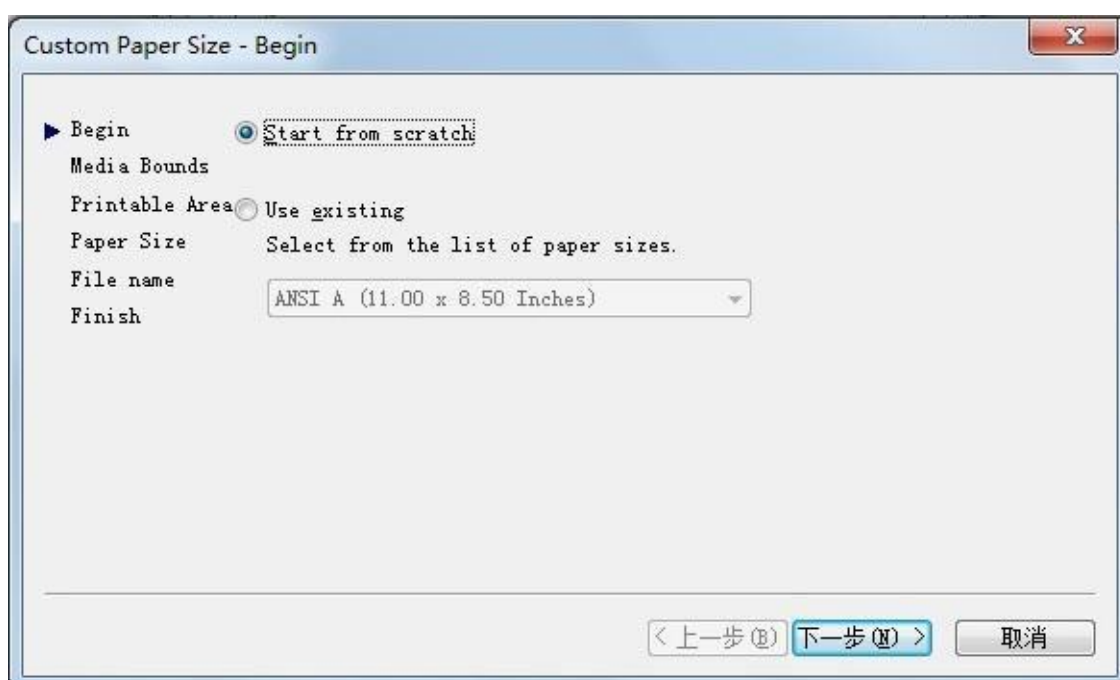 Custom Paper Size - Begin
Begin
Start from scratch
Media Bounds
Printable Area
Use existing
Paper Size
Select from the list of paper sizes.
File name
ANSI A (11.00 x 8.50 Inches)
Finish
< 上一步(B)
下一步(N) >
取消